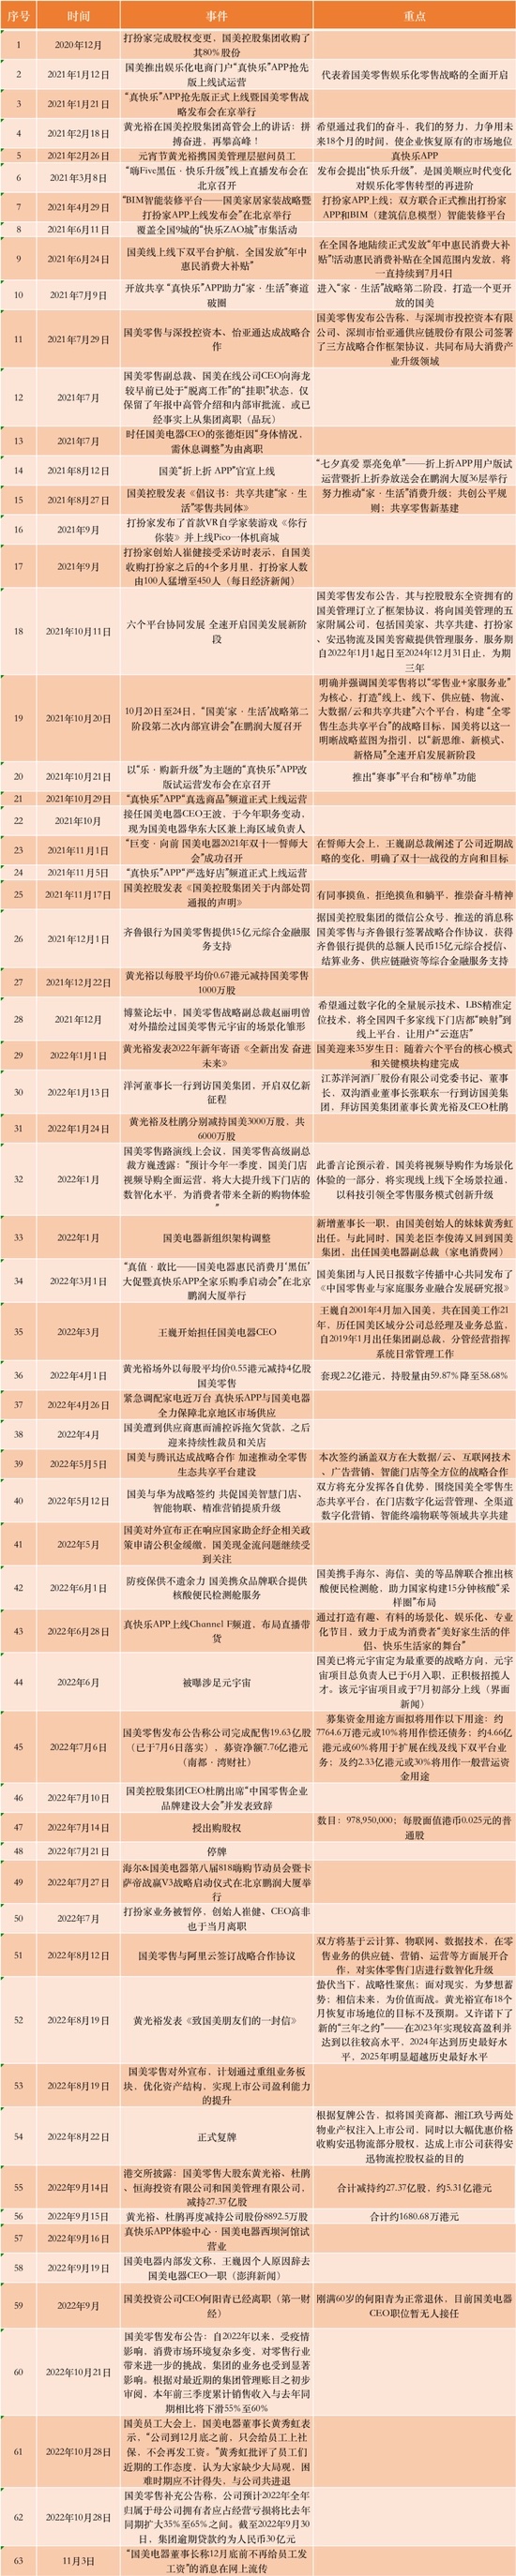 序号 时间 事件 重点
1 2020年12月 打扮家完成股权变更，国美控股集团收购了
其80%股份
2 2021年1月12日 国美推出娱乐化电商门户“真快乐”APP抢先
版上线试运营 代表着国美零售娱乐化零售战略的全面开启
3 2021年1月21日 “真快乐”APP抢先版正式上线暨国美零售战
略发布会在京举行
4 2021年2月18日 黄光裕在国美控股集团高管会上的讲话：拼
搏奋进，再攀高峰！ 希望通过我们的奋斗，我们的努力，力争用未
来18个月的时间，使企业恢复原有的市场地位
5 2021年2月26日 元宵节黄光裕携国美管理层慰问员工 真快乐APP
6 2021年3月8日 “嗨Five黑伍·快乐升级”线上直播发布会在
北京召开 发布会提出“快乐升级”，是国美顺应时代变化
对娱乐化零售转型的再进阶
7 2021年4月29日 “BIM智能装修平台——国美家居家装战略暨
打扮家APP上线发布会”在北京举行 打扮家APP上线；双方联合正式推出打扮家
APP和BIM（建筑信息模型）智能装修平台
8 2021年6月11日 覆盖全国9城的“快乐ZAO城”市集活动
9 2021年6月24日 国美线上线下双平台护航，全国发放“年中
惠民消费大补贴” 在全国各地陆续正式发放“年中惠民消费大补
贴”!活动惠民消费补贴在全国范围内发放，将
一直持续到7月4日
10 2021年7月9日 开放共享 “真快乐”APP助力“家·生活”赛道
破圈 进入“家·生活”战略第二阶段，打造一个更开
放的国美
11 2021年7月29日 国美零售与深投控资本、怡亚通达成战略合
作 国美零售发布公告称，与深圳市投控资本有限
公司、深圳市怡亚通供应链股份有限公司签署
了三方战略合作框架协议，共同布局大消费产
业升级领域
12 2021年7月 国美零售副总裁、国美在线公司CEO向海龙
较早前已处于“脱离工作”的“挂职”状态，仅
保留了年报中高管介绍和内部审批流，或已
经事实上从集团离职（品玩）
13 2021年7月 时任国美电器CEO的张德炬因“身体情况，
需休息调整”为由离职
14 2021年8月12日 国美“折上折 APP”官宣上线 “七夕真爱 票亮免单”——折上折APP用户版试
运营暨折上折券放送会在鹏润大厦36层举行
15 2021年8月27日 国美控股发表《倡议书：共享共建“家·生
活”零售共同体》 努力推动“家·生活”消费升级；共创公平规
则；共享零售新基建
16 2021年9月 打扮家发布了首款VR自学家装游戏《你行
你装》并上线Pico一体机商城
17 2021年9月 打扮家创始人崔健接受采访时表示，自国美
收购打扮家之后的4个多月里，打扮家人数
由100人猛增至450人（每日经济新闻）
18 2021年10月11日 六个平台协同发展 全速开启国美发展新阶
段 国美零售发布公告，其与控股股东全资拥有的
国美管理订立了框架协议，将向国美管理的五
家附属公司，包括国美家、共享共建、打扮家
、安迅物流及国美窖藏提供管理服务，服务期
自2022年1月1起日至2024年12月31日止，为期
三年
19 2021年10月20日 10月20日至24日，“国美‘家·生活’战略第二
阶段第二次内部宣讲会”在鹏润大厦召开 明确并强调国美零售将以“零售业+家服务业”
为核心，打造“线上、线下、供应链、物流、
大数据/云和共享共建”六个平台，构建“全零
售生态共享平台”的战略目标，国美将以这一
明晰战略蓝图为指引，以“新思维、新模式、
新格局”全速开启发展新阶段
20 2021年10月21日 以“乐·购新升级”为主题的“真快乐”APP改
版试运营发布会在京召开 推出“赛事”平台和“榜单”功能
21 2021年10月29日 “真快乐”APP“真选商品”频道正式上线运营
22 2021年10月 接任国美电器CEO王波，于今年职务变动，
现为国美电器华东大区兼上海区域负责人
23 2021年11月1日 “巨变·向前 国美电器2021年双十一誓师大
会”成功召开 在誓师大会上，王巍副总裁阐述了公司近期战
略的变化，明确了双十一战役的方向和目标
24 2021年11月5日 “真快乐”APP“严选好店”频道正式上线运营
25 2021年11月17日 国美控股发表《国美控股集团关于内部处罚
通报的声明》 有同事摸鱼，拒绝摸鱼和躺平，推崇奋斗精神
26 2021年12月1日 齐鲁银行为国美零售提供15亿元综合金融服
务支持 据国美控股集团的微信公众号，推送的消息称
国美零售与齐鲁银行签署战略合作协议，获得
齐鲁银行提供的总额人民币15亿元综合授信、
结算业务、供应链融资等综合金融服务支持
27 2021年12月22日 黄光裕以每股平均价0.67港元减持国美零售
1000万股
28 2021年12月 博鳌论坛中，国美零售战略副总裁赵丽明曾
对外描绘过国美零售元宇宙的场景化雏形 希望通过数字化的全量展示技术、LBS精准定
位技术，将全国四千多家线下门店都“映射”到
线上平台，让用户“云逛店”
29 2022年1月1日 黄光裕发表2022年新年寄语《全新出发 奋进
未来》 国美迎来35岁生日；随着六个平台的核心模式
和关键模块构建完成
30 2022年1月13日 洋河董事长一行到访国美集团，开启双亿新
征程 江苏洋河酒厂股份有限公司党委书记、董事
长，双沟酒业董事长张联东一行到访国美集
团，拜访国美集团董事长黄光裕及CEO杜鹃
31 2022年1月24日 黄光裕及杜鹃分别减持国美3000万股，共
6000万股
32 2022年1月 国美零售路演线上会议，国美零售高级副总
裁方巍透露：“预计今年一季度，国美门店
视频导购全面运营，将大大提升线下门店的
数智化水平，为消费者带来全新的购物体验
” 此番言论预示着，国美将视频导购作为场景化
体验的一部分，将实现线上线下全场景拉通，
以科技引领全零售服务模式创新升级
33 2022年1月 国美电器新组织架构调整 新增董事长一职，由国美创始人的妹妹黄秀虹
出任。与此同时，国美老臣李俊涛又回到国美
集团，出任国美电器副总裁（家电消费网）
34 2022年3月1日 “真值·敢比——国美电器惠民消费月‘黑伍’
大促暨真快乐APP全家乐购季启动会”在北京
鹏润大厦举行 国美集团与人民日报数字传播中心共同发布了
《中国零售业与家庭服务业融合发展研究报》
35 2022年3月 王巍开始担任国美电器CEO 王巍自2001年4月加入国美，共在国美工作21
年，历任国美区域分公司总经理及业务总监，
自2019年1月出任集团副总裁，分管经营指挥
系统日常管理工作
36 2022年4月1日 黄光裕场外以每股平均价0.55港元减持4亿股
国美零售 套现2.2亿港元，持股量由59.87%降至58.68%
37 2022年4月26日 紧急调配家电近万台 真快乐APP与国美电器
全力保障北京地区市场供应
38 2022年4月 国美遭到供应商惠而浦控诉拖欠货款，之后
迎来持续性裁员和关店
39 2022年5月5日 国美与腾讯达成战略合作 加速推动全零售
生态共享平台建设 本次签约涵盖双方在大数据/云、互联网技术
、广告营销、智能门店等全方位的战略合作
40 2022年5月12日 国美与华为战略签约 共促国美智慧门店、
智能物联、精准营销提质升级 双方将充分发挥各自优势，围绕国美全零售生
态共享平台，在门店数字化运营管理、全渠道
数字化营销、智能终端物联等领域共享共建
41 2022年5月 国美对外宣布正在响应国家助企纾企相关政
策申请公积金缓缴，国美现金流问题继续受
到关注
42 2022年6月1日 防疫保供不遗余力 国美携众品牌联合提供
核酸便民检测舱服务 国美携手海尔、海信、美的等品牌联合推出核
酸便民检测舱，助力国家构建15分钟核酸“采
样圈”布局
43 2022年6月28日 真快乐APP上线Channel F频道，布局直播带
货 通过打造有趣、有料的场景化、娱乐化、专业
化节目，致力于成为消费者“美好家生活的伴
侣、快乐生活家的舞台”
44 2022年6月 被曝涉足元宇宙 国美已将元宇宙定为最重要的战略方向，元宇
宙项目总负责人已于6月入职，正积极招揽人
才。该元宇宙项目或于7月初部分上线（界面
新闻）
45 2022年7月6日 国美零售发布公告称公司完成配售19.63亿股
（已于7月6日落实），募资净额7.76亿港元
（南都·湾财社） 募集资金用途方面拟将用作以下用途：约
7764.6万港元或10%将用作偿还债务；约4.66亿
港元或60%将用于扩展在线及线下双平台业
务；及约2.33亿港元或30%将用作一般营运资
金用途
46 2022年7月10日 国美控股集团CEO杜鹃出席“中国零售企业
品牌建设大会”并发表致辞
47 2022年7月14日 授出购股权 数目：978,950,000；每股面值港币0.025元的普
通股
48 2022年7月21日 停牌
49 2022年7月27日 海尔&国美电器第八届818嗨购节动员会暨卡
萨帝战赢V3战略启动仪式在北京鹏润大厦举
行
50 2022年7月 打扮家业务被暂停，创始人崔健、CEO高非
也于当月离职
51 2022年8月12日 国美零售与阿里云签订战略合作协议 双方将基于云计算、物联网、数据技术，在零
售业务的供应链、营销、运营等方面展开合
作，对实体零售门店进行数智化升级
52 2022年8月19日 黄光裕发表《致国美朋友们的一封信》 蛰伏当下，战略性聚焦；面对现实，为梦想蓄
势；相信未来，为价值而战。黄光裕宣布18个
月恢复市场地位的目标不及预期。又许诺下了
新的“三年之约”——在2023年实现较高盈利并
达到以往较高水平，2024年达到历史最好水
平，2025年明显超越历史最好水平
53 2022年8月19日 国美零售对外宣布，计划通过重组业务板
块，优化资产结构，实现上市公司盈利能力
的提升
54 2022年8月22日 正式复牌 根据复牌公告，拟将国美商都、湘江玖号两处
物业产权注入上市公司，同时以大幅优惠价格
收购安迅物流部分股权，达成上市公司获得安
迅物流控股权益的目的
55 2022年9月14日 港交所披露：国美零售大股东黄光裕、杜鹃
、恒海投资有限公司和国美管理有限公司，
减持27.37亿股 合计减持约27.37亿股，约5.31亿港元
56 2022年9月15日 黄光裕、杜鹃再度减持公司股份8892.5万股 合计约1680.68万港元
57 2022年9月16日 真快乐APP体验中心·国美电器西坝河馆试
营业
58 2022年9月19日 国美电器内部发文称，王巍因个人原因辞去
国美电器CEO一职（澎湃新闻）
59 2022年9月 国美投资公司CEO何阳青已经离职（第一财
经） 刚满60岁的何阳青为正常退休，目前国美电器
CEO职位暂无人接任
60 2022年10月21日 国美零售发布公告：自2022年以来，受疫情
影响，消费市场环境复杂多变，对零售行业
带来进一步的挑战，集团的业务也受到显著
影响。根据对最近期的集团管理账目之初步
审阅，本年前三季度累计销售收入与去年同
期相比将下滑55%至60%
61 2022年10月28日 国美员工大会上，国美电器董事长黄秀虹表
示，“公司到12月底之前，只会给员工上社
保，不会再发工资。”黄秀虹批评了员工们
近期的工作态度，认为大家缺少大局观，困
难时期应不计得失，与公司共进退
62 2022年10月28日 国美零售补充公告称，公司预计2022年全年
归属于母公司拥有者应占经营亏损将比去年
同期扩大35%至65%之间。截至2022年9月30
日，集团逾期贷款约为人民币30亿元
63 11月3日 “国美电器董事长称12月底前不再给员工发
工资”的消息在网上流传